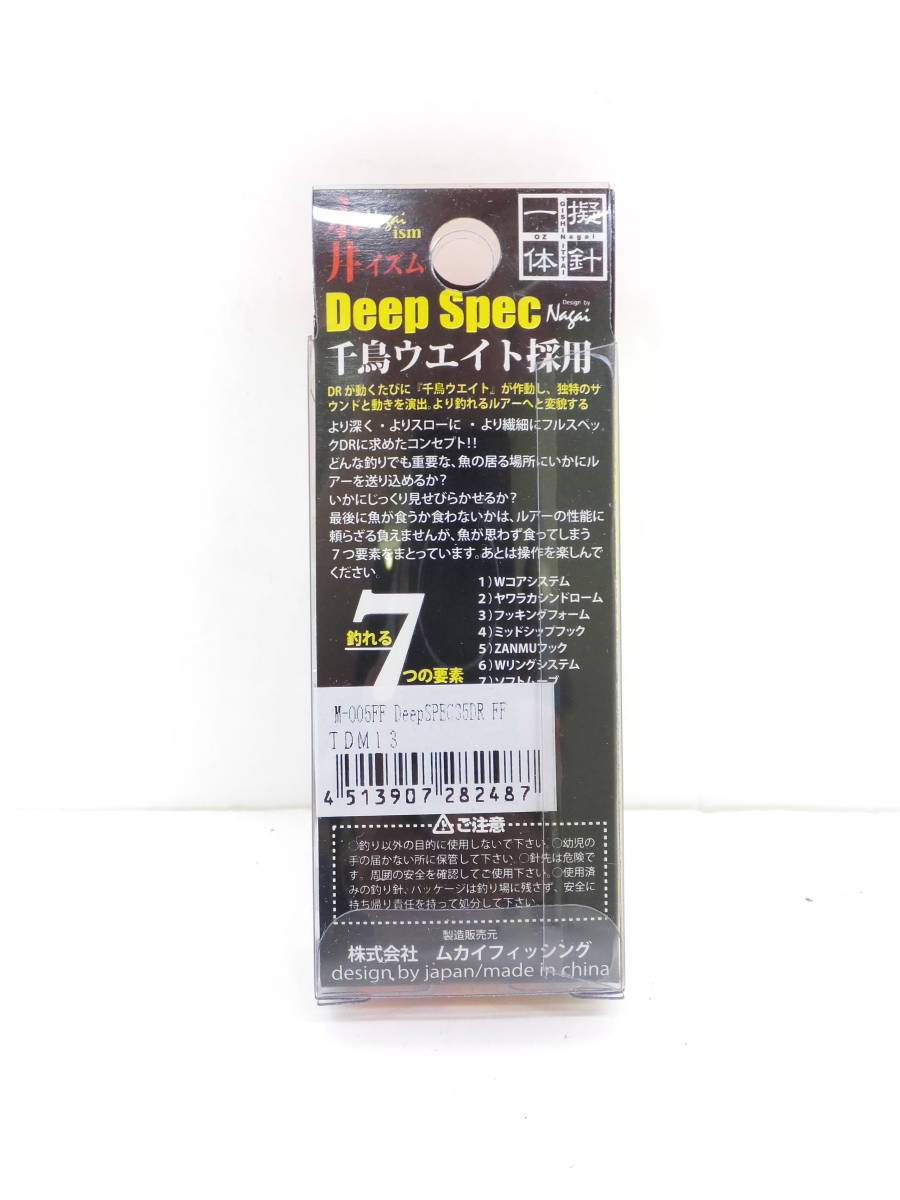 永井イズム
Nagai ism
一擬
体針
GISHIN ITTAI
OZ Nagai
Deep Spec
Design by
Nagai
千鳥ウエイト採用
DRが動くたびに『千鳥ウエイト』が作動し、独特のサ
ウンドと動きを演出。より釣れるルアーへと変貌する
より深く・よりスローに・より繊細にフルスペッ
クDRに求めたコンセプト!!
どんな釣りでも重要な、魚の居る場所にいかにル
アーを送り込めるか?
いかにじっくり見せびらかせるか?
最後に魚が食うか食わないかは、ルアーの性能に
頼らざる負えませんが、魚が思わず食ってしまう
7つ要素をまとっています。あとは操作を楽しんで
ください。
釣れる
7
つの要素
1)Wコアシステム
2)ヤワラカシンドローム
3)フッキングフォーム
4)ミッドシップフック
5)ZANMUフック
6)Wリングシステム
7)ソフトムーブ
M-005FF DeepSPEC35DR FF
TDM13
4 513907 282487
ご注意
○釣り以外の目的に使用しないで下さい。○幼児の
手の届かない所に保管して下さい。○針先は危険で
す。周囲の安全を確認してご使用下さい。○使用済
みの釣り針、パッケージは釣り場に残さず、安全に
持ち帰り責任を持って処分して下さい。
製造販売元
株式会社 ムカイフィッシング
design by japan/made in china